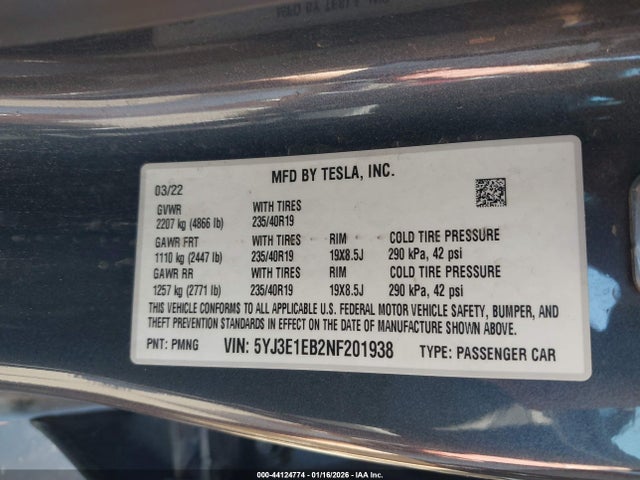 MFD BY TESLA, INC.
03/22
GVWR WITH TIRES
2207 kg (4866 lb) 235/40R19
GAWR FRT WITH TIRES RIM COLD TIRE PRESSURE
1110 kg (2447 lb) 235/40R19 19X8.5J 290 kPa, 42 psi
GAWR RR WITH TIRES RIM COLD TIRE PRESSURE
1257 kg (2771 lb) 235/40R19 19X8.5J 290 kPa, 42 psi
THIS VEHICLE CONFORMS TO ALL APPLICABLE U.S. FEDERAL MOTOR VEHICLE SAFETY, BUMPER, AND
THEFT PREVENTION STANDARDS IN EFFECT ON THE DATE OF MANUFACTURE SHOWN ABOVE.
PNT: PMNG VIN: 5YJ3E1EB2NF201938 TYPE: PASSENGER CAR
000-44124774 | 01/16/2026 | IAA Inc.